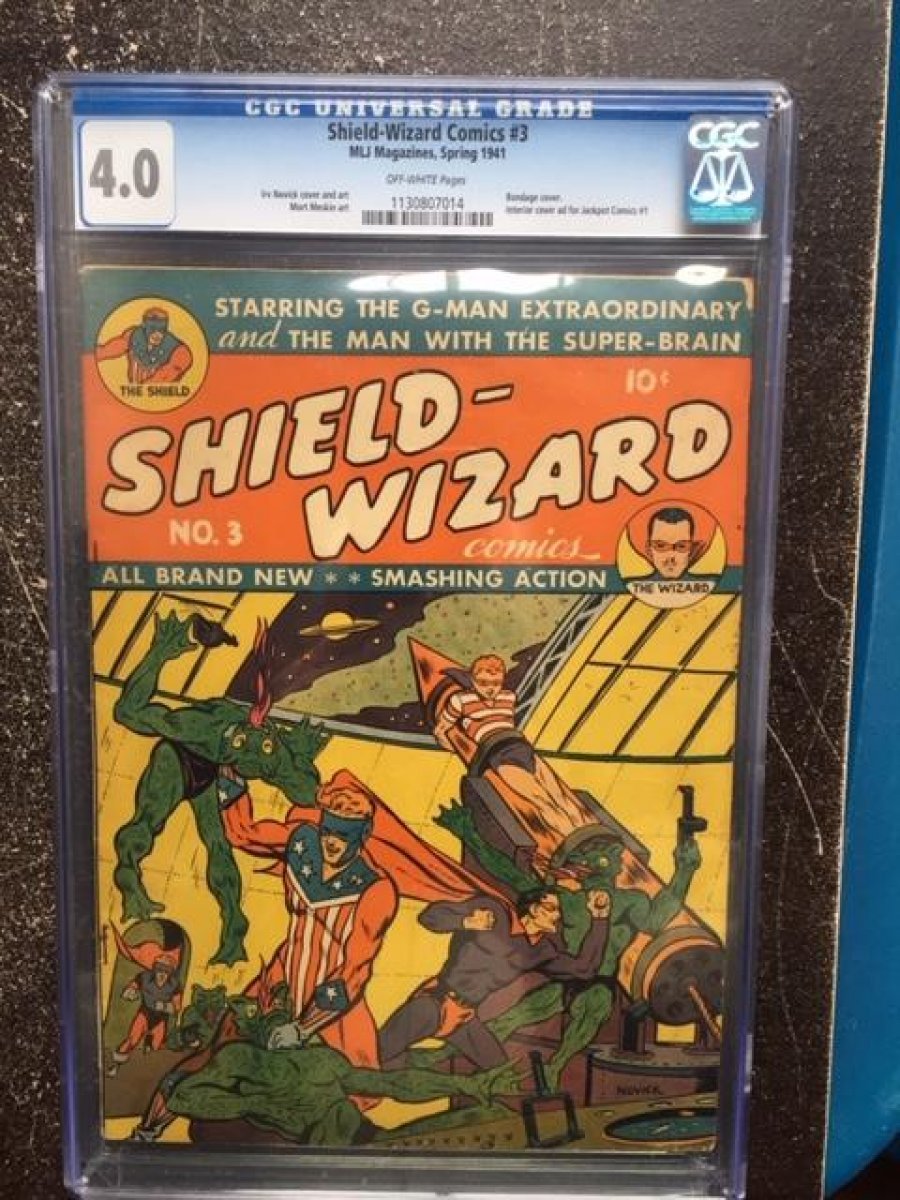 CGC UNIVERSAL GRADE
4.0
Shield-Wizard Comics #3
MLJ Magazines, Spring 1941
OFF-WHITE Pages
Irv Novick cover and art
Mort Meskin art
1130807014
Bondage cover.
Interior cover ad for Jackpot Comics #1
CGC
STARRING THE G-MAN EXTRAORDINARY
and THE MAN WITH THE SUPER-BRAIN
THE SHIELD
10¢
SHIELD-
WIZARD
NO. 3
comics
THE WIZARD
ALL BRAND NEW ** SMASHING ACTION
NOVICK